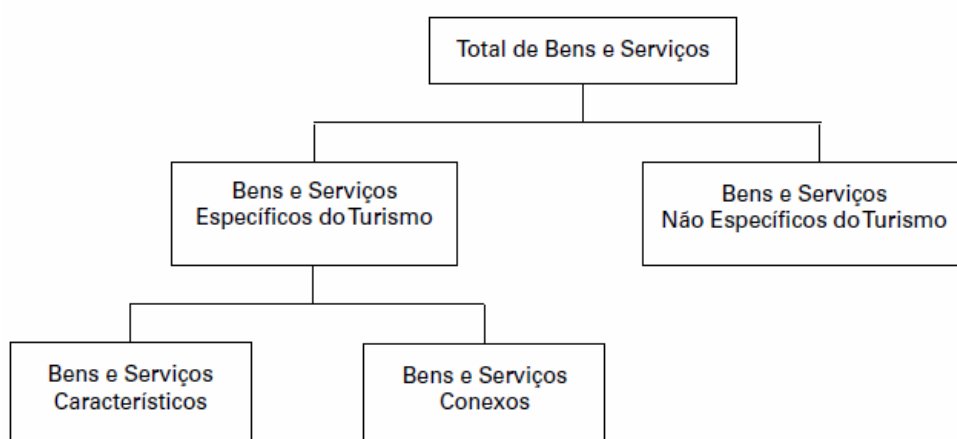 Total de Bens e Serviços
Bens e Serviços
Específicos do Turismo
Bens e Serviços
Não Específicos do Turismo
Bens e Serviços
Característicos
Bens e Serviços
Conexos